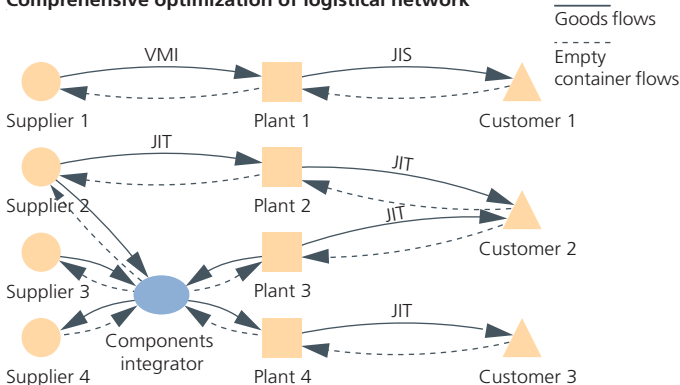 Comprehensive optimization of logistical network
Goods flows
Empty
container flows
VMI
JIS
Supplier 1
Plant 1
Customer 1
JIT
JIT
Supplier 2
Plant 2
JIT
Customer 2
Supplier 3
Plant 3
JIT
Components
integrator
Supplier 4
Plant 4
Customer 3